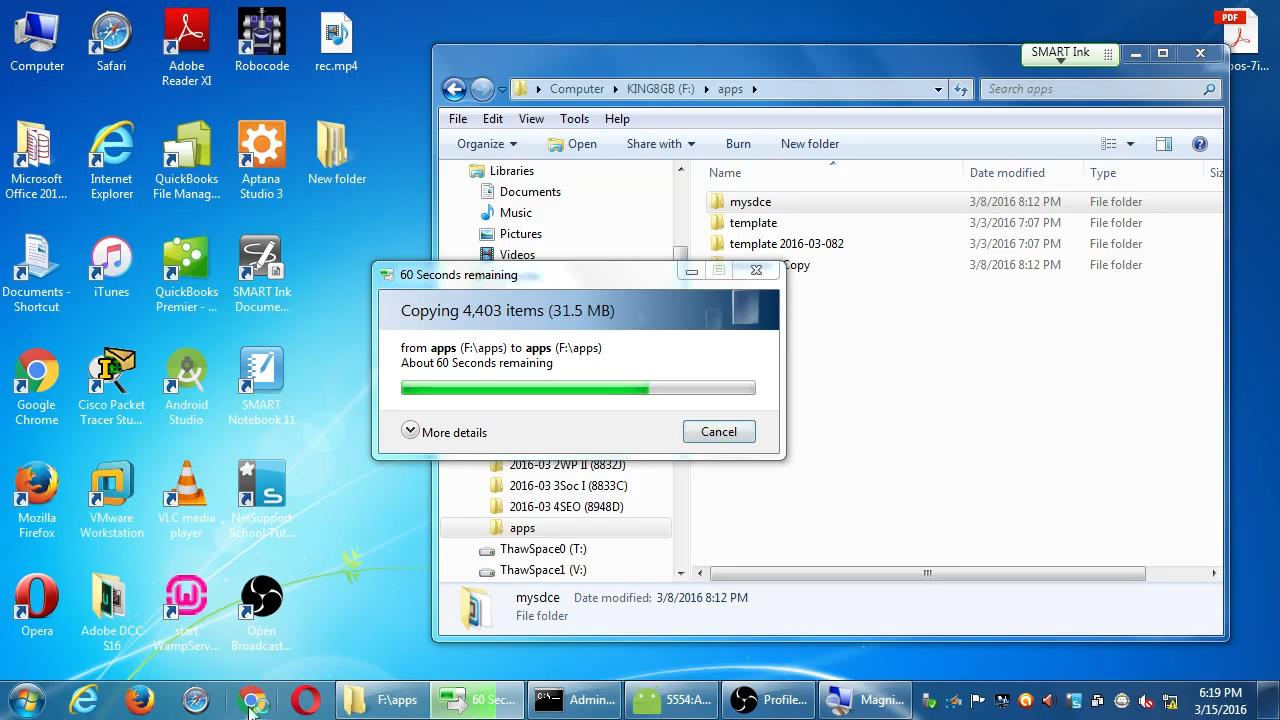 Computer
Safari
Adobe
Reader XI
Robocode
rec.mp4
Microsoft
Office 201...
Internet
Explorer
QuickBooks
File Manag...
Aptana
Studio 3
New folder
Documents -
Shortcut
iTunes
QuickBooks
Premier - ...
SMART Ink
Docume...
Google
Chrome
Cisco Packet
Tracer Stu...
Android
Studio
SMART
Notebook 11
Mozilla
Firefox
VMware
Workstation
VLC media
player
NetSupport
School Tut...
Opera
Adobe DCC
S16
start
WampServ...
Open
Broadcast...
PDF
oos-7i...
SMART Ink
Computer KING8GB (F:) apps
Search apps
File Edit View Tools Help
Organize Open Share with Burn New folder
Libraries
Documents
Music
Pictures
Videos
Name Date modified Type Siz
mysdce 3/8/2016 8:12 PM File folder
template 3/3/2016 7:07 PM File folder
template 2016-03-082 3/3/2016 7:07 PM File folder
Copy 3/8/2016 8:12 PM File folder
60 Seconds remaining
Copying 4,403 items (31.5 MB)
from apps (F:\apps) to apps (F:\apps)
About 60 Seconds remaining
More details
Cancel
2016-03 2WP II (8832J)
2016-03 3Soc I (8833C)
2016-03 4SEO (8948D)
apps
ThawSpace0 (T:)
ThawSpace1 (V:)
mysdce Date modified: 3/8/2016 8:12 PM
File folder
F:\apps
60 Sec...
Admin...
5554:A...
Profile...
Magni...
6:19 PM
3/15/2016